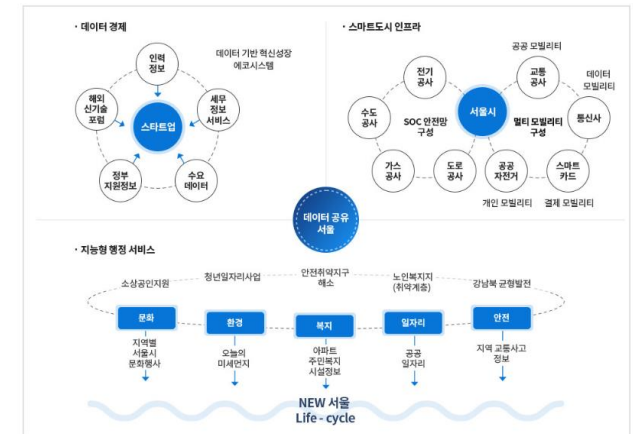 · 데이터 경제
인력
정보
데이터 기반 혁신성장
에코시스템
해외
신기술
포럼
세무
정보
서비스
스타트업
정부
지원정보
수요
데이터
· 스마트도시 인프라
공공 모빌리티
전기
공사
교통
공사
데이터
모빌리티
수도
공사
SOC 안전망
구성
서울시
멀티 모빌리티
구성
통신사
가스
공사
도로
공사
공공
자전거
스마트
카드
개인 모빌리티
결제 모빌리티
데이터 공유
서울
· 지능형 행정 서비스
소상공인지원
청년일자리사업
안전취약지구
해소
노인복지지
(취약계층)
강남북 균형발전
문화
환경
복지
일자리
안전
지역별
서울시
문화행사
오늘의
미세먼지
아파트
주민복지
시설정보
공공
일자리
지역 교통사고
정보
NEW 서울
Life - cycle